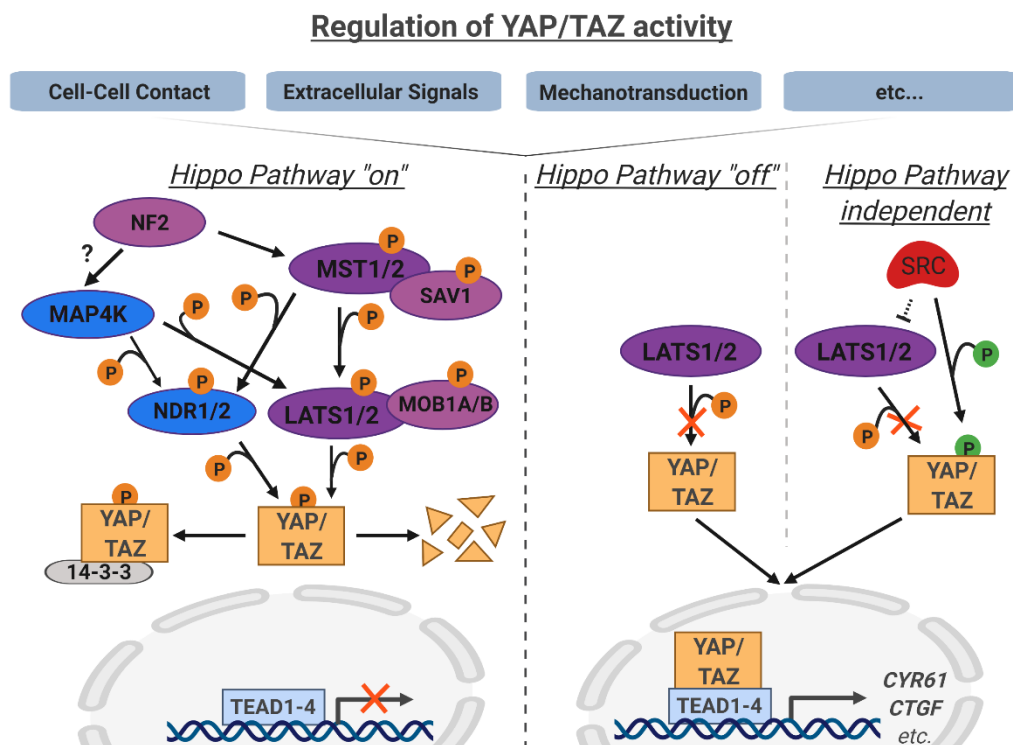 Regulation of YAP/TAZ activity
Cell-Cell Contact
Extracellular Signals
Mechanotransduction
etc...
Hippo Pathway "on"
NF2
?
P
MST1/2
P
SAV1
MAP4K
P
P
P
P
P
NDR1/2
P
LATS1/2
P
MOB1A/B
P
P
P
YAP/
TAZ
14-3-3
P
YAP/
TAZ
TEAD1-4
Hippo Pathway "off"
LATS1/2
P
YAP/
TAZ
Hippo Pathway
independent
SRC
LATS1/2
P
P
P
YAP/
TAZ
YAP/
TAZ
TEAD1-4
CYR61
CTGF
etc.